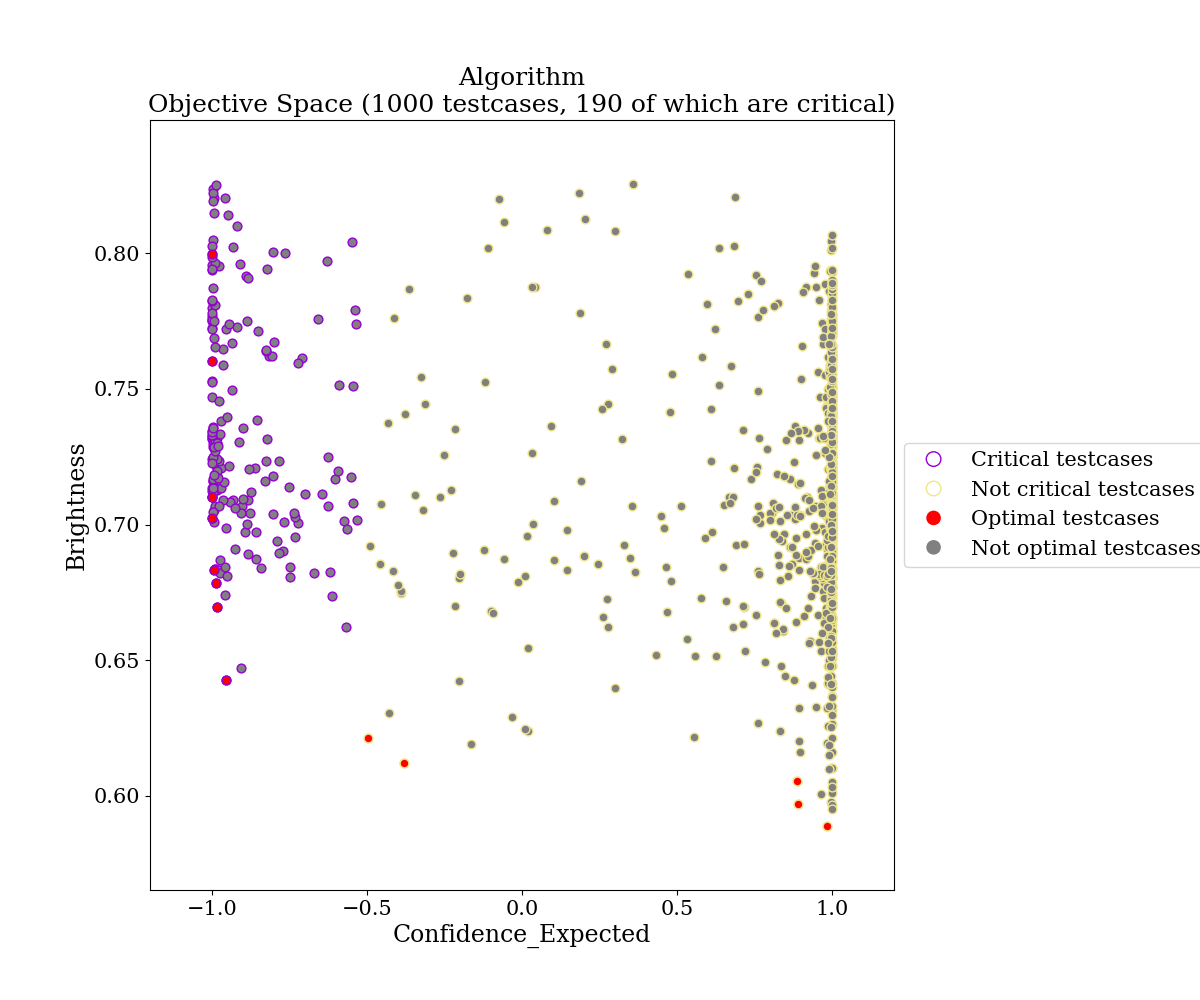 Algorithm
Objective Space (1000 testcases, 190 of which are critical)
Brightness
0.80
0.75
0.70
0.65
0.60
−1.0
−0.5
0.0
0.5
1.0
Confidence_Expected
Critical testcases
Not critical testcases
Optimal testcases
Not optimal testcases